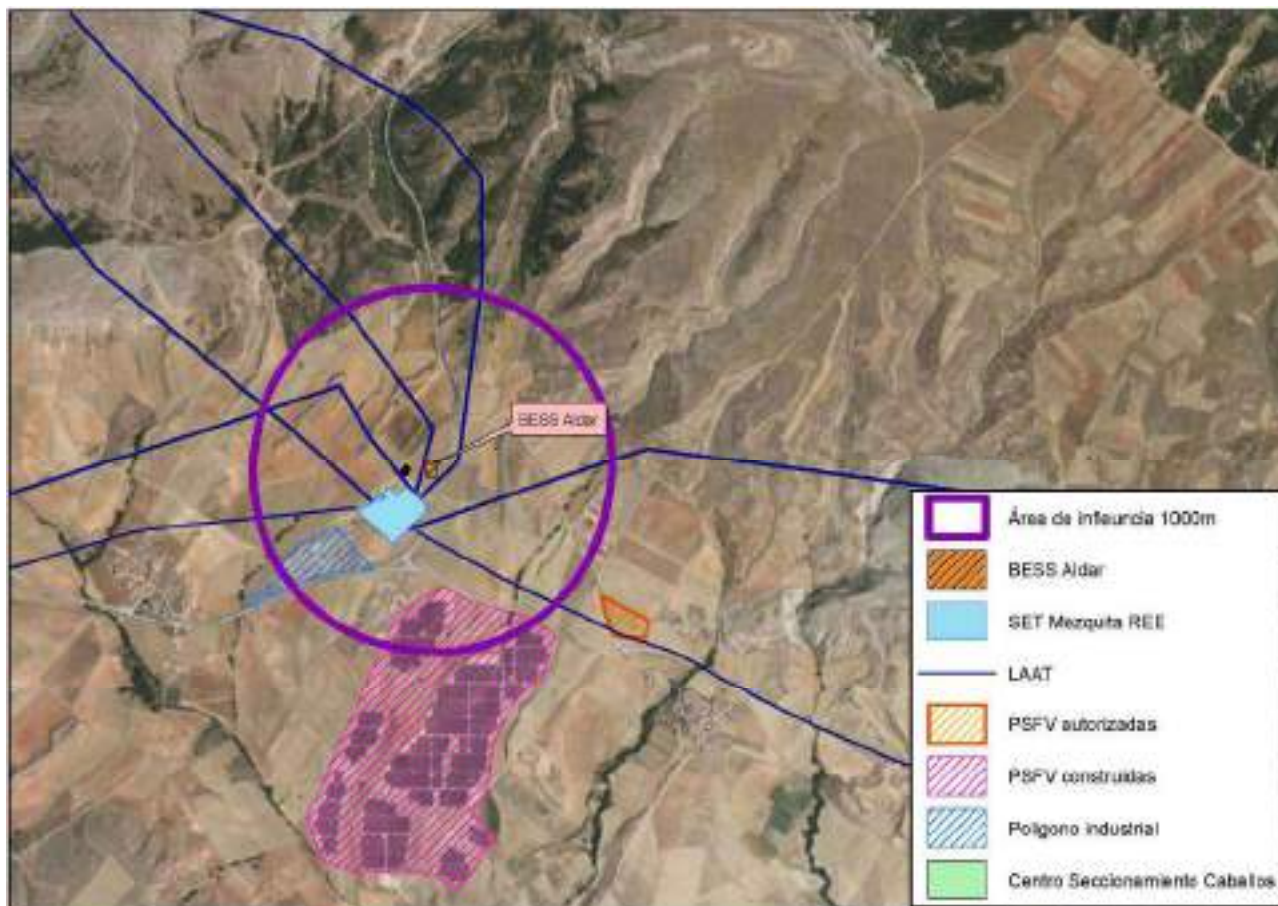 BESS Aldar
Área de infleuncia 1000m
BESS Aldar
SET Mezquita REE
LAAT
PSFV autorizadas
PSFV construidas
Polígono industrial
Centro Seccionamiento Caballos